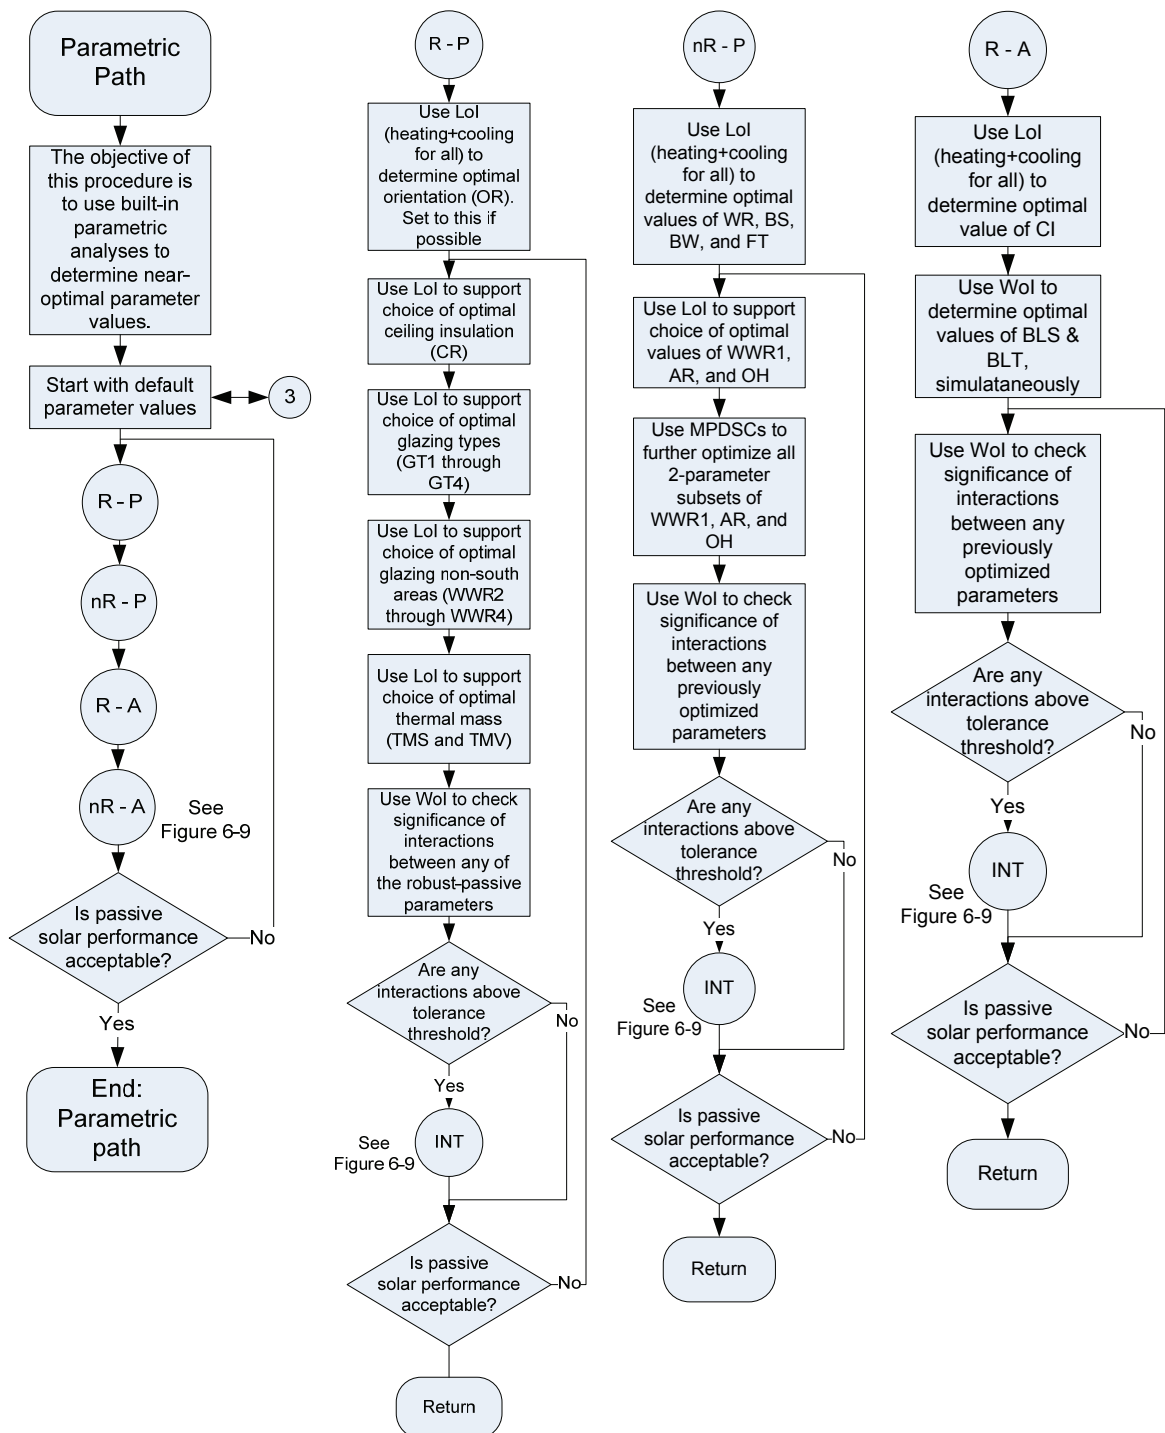 Parametric
Path
The objective of
this procedure is
to use built-in
parametric
analyses to
determine near-
optimal parameter
values.
Start with default
parameter values
3
R - P
nR - P
R - A
nR - A
See
Figure 6-9
Is passive
solar performance
acceptable?
No
Yes
End:
Parametric
path
R - P
Use LoI
(heating+cooling
for all) to
determine optimal
orientation (OR).
Set to this if
possible
Use LoI to support
choice of optimal
ceiling insulation
(CR)
Use LoI to support
choice of optimal
glazing types
(GT1 through
GT4)
Use LoI to support
choice of optimal
glazing non-south
areas (WWR2
through WWR4)
Use LoI to support
choice of optimal
thermal mass
(TMS and TMV)
Use WoI to check
significance of
interactions
between any of
the robust-passive
parameters
Are any
interactions above
tolerance
threshold?
No
Yes
INT
See
Figure 6-9
Is passive
solar performance
acceptable?
No
Return
nR - P
Use LoI
(heating+cooling
for all) to
determine optimal
values of WR, BS,
BW, and FT
Use LoI to support
choice of optimal
values of WWR1,
AR, and OH
Use MPDSCs to
further optimize all
2-parameter
subsets of
WWR1, AR, and
OH
Use WoI to check
significance of
interactions
between any
previously
optimized
parameters
Are any
interactions above
tolerance
threshold?
No
Yes
INT
See
Figure 6-9
Is passive
solar performance
acceptable?
No
Return
R - A
Use LoI
(heating+cooling
for all) to
determine optimal
value of CI
Use WoI to
determine optimal
values of BLS &
BLT,
simulataneously
Use WoI to check
significance of
interactions
between any
previously
optimized
parameters
Are any
interactions above
tolerance
threshold?
No
Yes
INT
See
Figure 6-9
Is passive
solar performance
acceptable?
No
Return